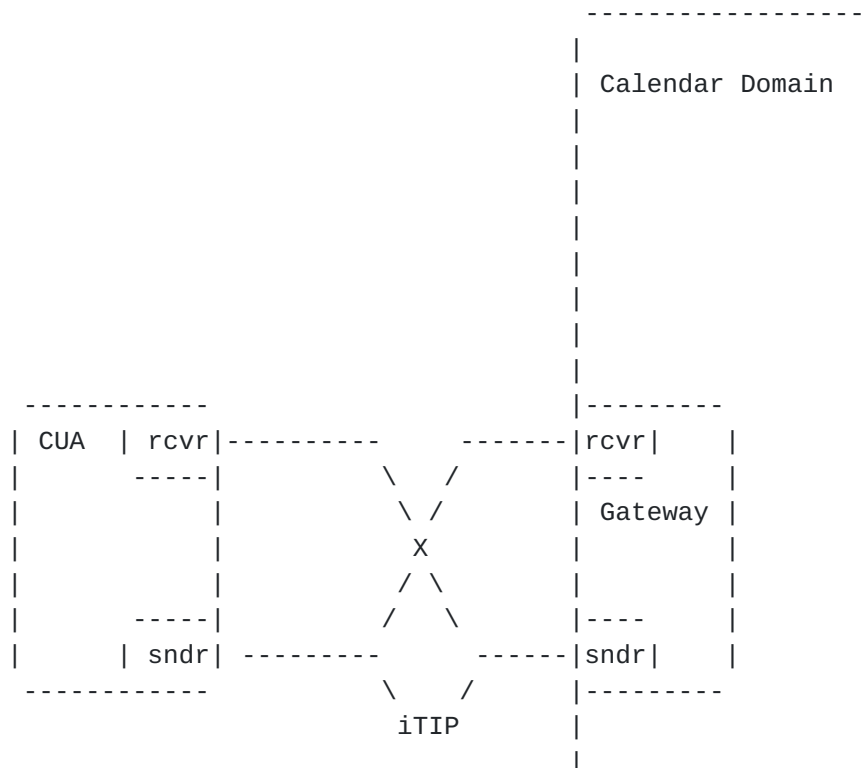 Calendar Domain
CUA | rcvr rcvr
Gateway
sndr sndr
X
iTIP